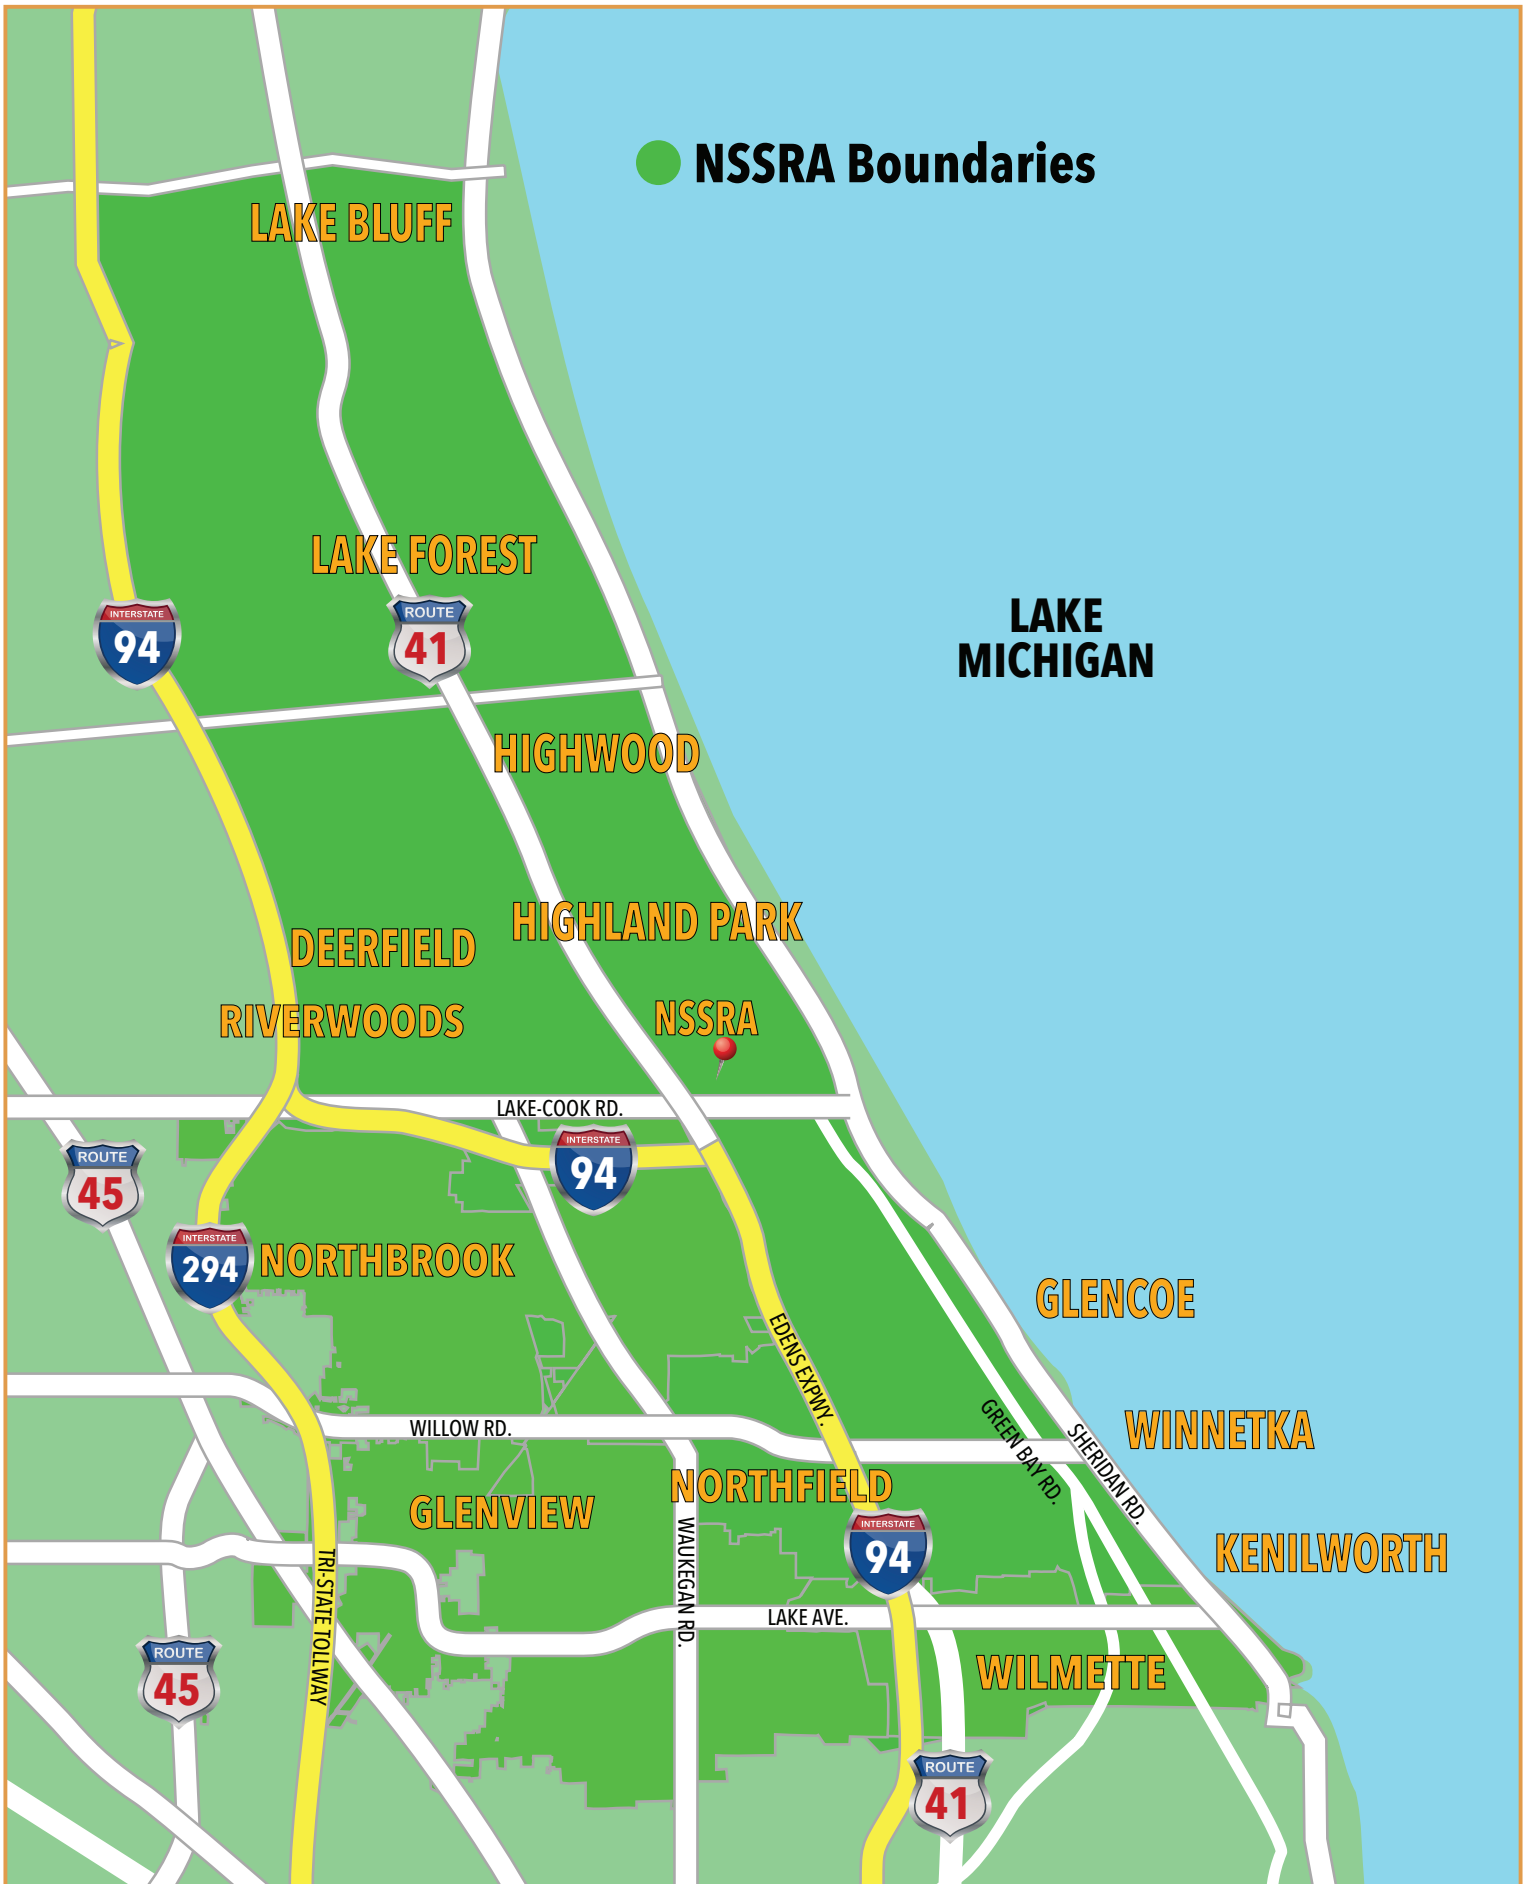 NSSRA Boundaries
LAKE BLUFF
LAKE FOREST
INTERSTATE
94
ROUTE
41
LAKE
MICHIGAN
HIGHWOOD
HIGHLAND PARK
DEERFIELD
RIVERWOODS
NSSRA
LAKE-COOK RD.
INTERSTATE
94
ROUTE
45
INTERSTATE
294
NORTHBROOK
GLENCOE
EDENS EXPWY.
GREEN BAY RD.
SHERIDAN RD.
WINNETKA
WILLOW RD.
NORTHFIELD
GLENVIEW
WAUKEGAN RD.
INTERSTATE
94
KENILWORTH
TRI-STATE TOLLWAY
LAKE AVE.
ROUTE
45
WILMETTE
ROUTE
41